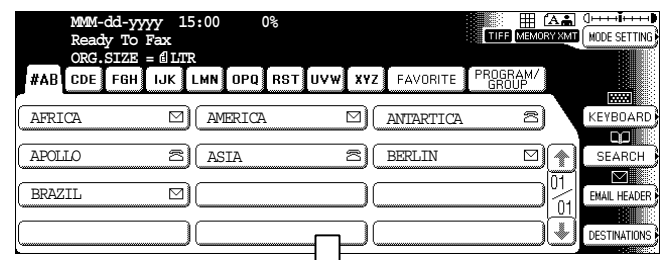 MMM-dd-yyyy 15:00 0%
Ready To Fax
ORG.SIZE = LTR
TIFF MEMORY XMT MODE SETTING
#AB CDE FGH IJK LMN OPQ RST UVW XYZ FAVORITE PROGRAM/GROUP
AFRICA AMERICA ANTARTICA KEYBOARD
APOLLO ASIA BERLIN SEARCH
BRAZIL 01/01 EMAIL HEADER
DESTINATIONS